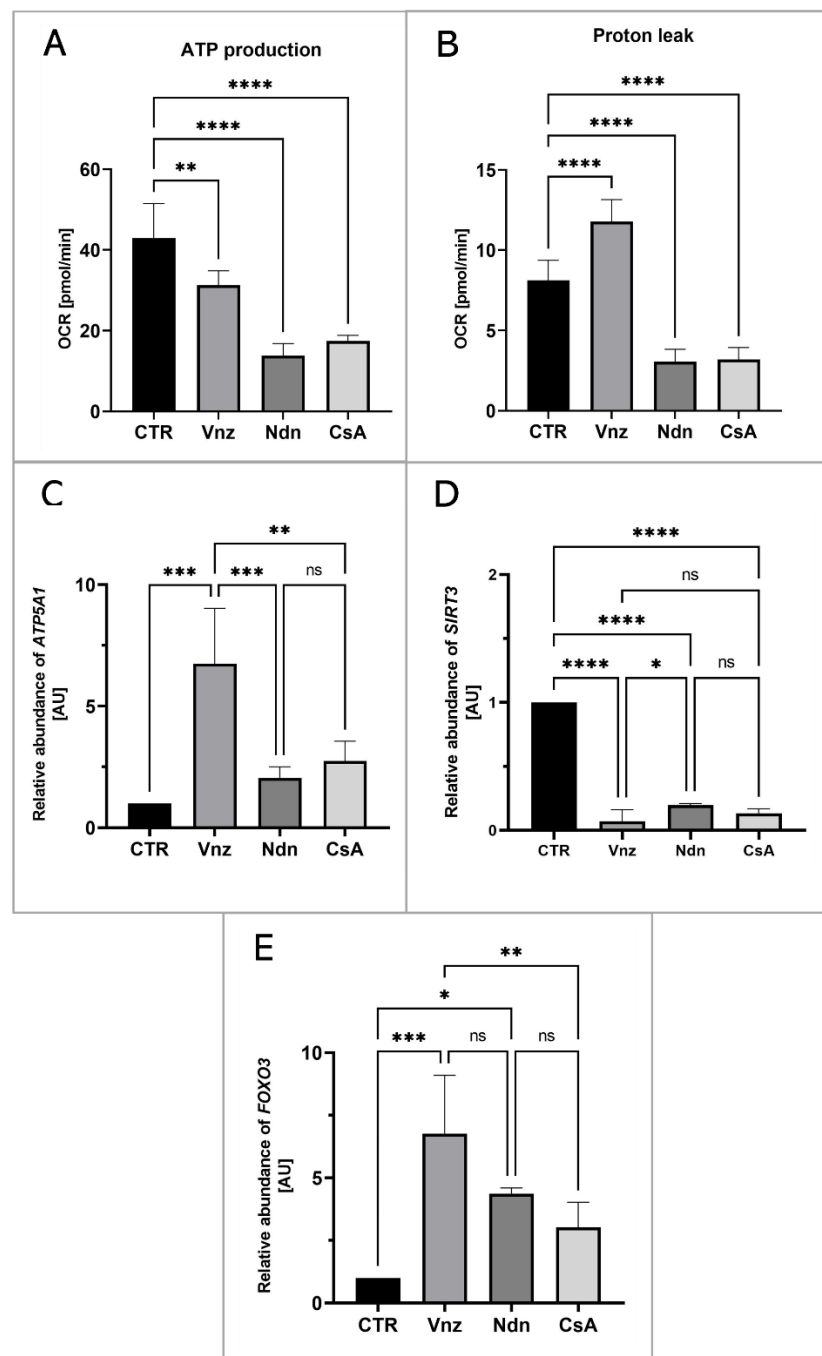 A
ATP production
****
****
**
60
40
20
0
OCR [pmol/min]
CTR Vnz Ndn CsA
B
Proton leak
****
****
****
15
10
5
0
OCR [pmol/min]
CTR Vnz Ndn CsA
C
**
*** *** ns
10
5
0
Relative abundance of ATP5A1
[AU]
CTR Vnz Ndn CsA
D
****
ns
****
**** * ns
2
1
0
Relative abundance of SIRT3
[AU]
CTR Vnz Ndn CsA
E
**
*
*** ns ns
10
5
0
Relative abundance of FOXO3
[AU]
CTR Vnz Ndn CsA